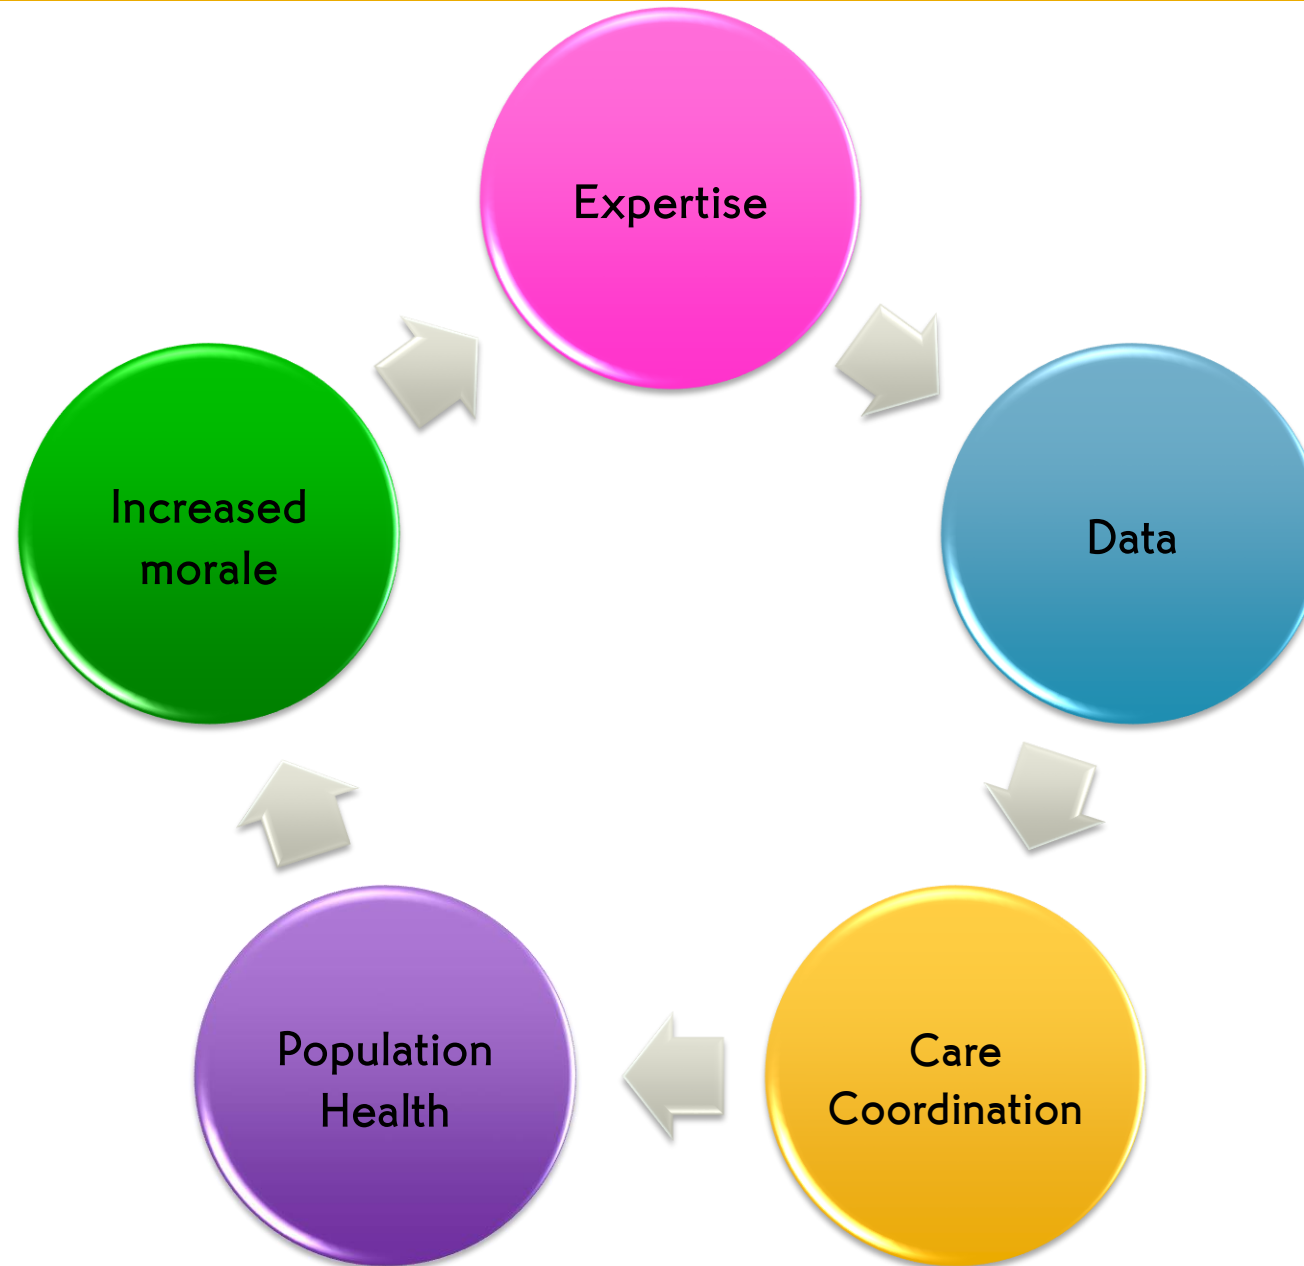 Expertise
Data
Care
Coordination
Population
Health
Increased
morale